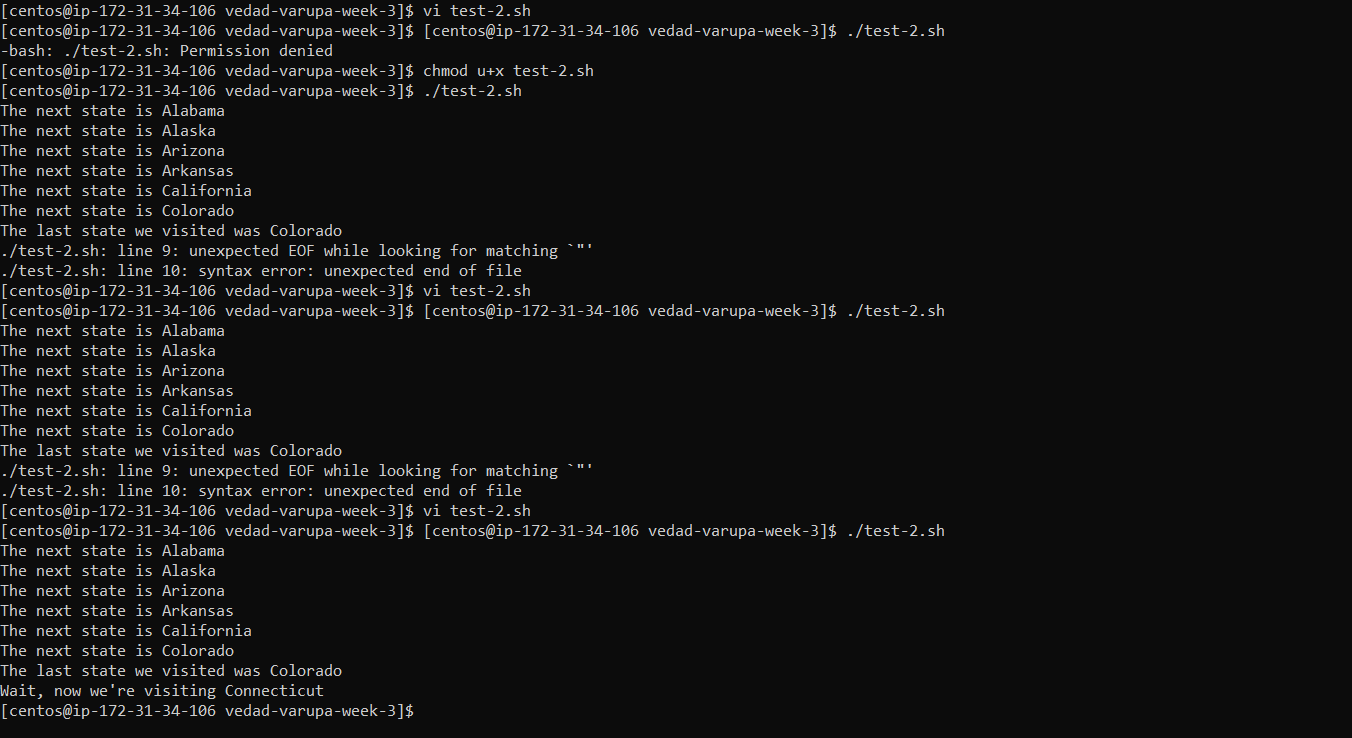 [centos@ip-172-31-34-106 vedad-varupa-week-3]$ vi test-2.sh
[centos@ip-172-31-34-106 vedad-varupa-week-3]$ [centos@ip-172-31-34-106 vedad-varupa-week-3]$ ./test-2.sh
-bash: ./test-2.sh: Permission denied
[centos@ip-172-31-34-106 vedad-varupa-week-3]$ chmod u+x test-2.sh
[centos@ip-172-31-34-106 vedad-varupa-week-3]$ ./test-2.sh
The next state is Alabama
The next state is Alaska
The next state is Arizona
The next state is Arkansas
The next state is California
The next state is Colorado
The last state we visited was Colorado
./test-2.sh: line 9: unexpected EOF while looking for matching `"'
./test-2.sh: line 10: syntax error: unexpected end of file
[centos@ip-172-31-34-106 vedad-varupa-week-3]$ vi test-2.sh
[centos@ip-172-31-34-106 vedad-varupa-week-3]$ [centos@ip-172-31-34-106 vedad-varupa-week-3]$ ./test-2.sh
The next state is Alabama
The next state is Alaska
The next state is Arizona
The next state is Arkansas
The next state is California
The next state is Colorado
The last state we visited was Colorado
./test-2.sh: line 9: unexpected EOF while looking for matching `"'
./test-2.sh: line 10: syntax error: unexpected end of file
[centos@ip-172-31-34-106 vedad-varupa-week-3]$ vi test-2.sh
[centos@ip-172-31-34-106 vedad-varupa-week-3]$ [centos@ip-172-31-34-106 vedad-varupa-week-3]$ ./test-2.sh
The next state is Alabama
The next state is Alaska
The next state is Arizona
The next state is Arkansas
The next state is California
The next state is Colorado
The last state we visited was Colorado
Wait, now we're visiting Connecticut
[centos@ip-172-31-34-106 vedad-varupa-week-3]$